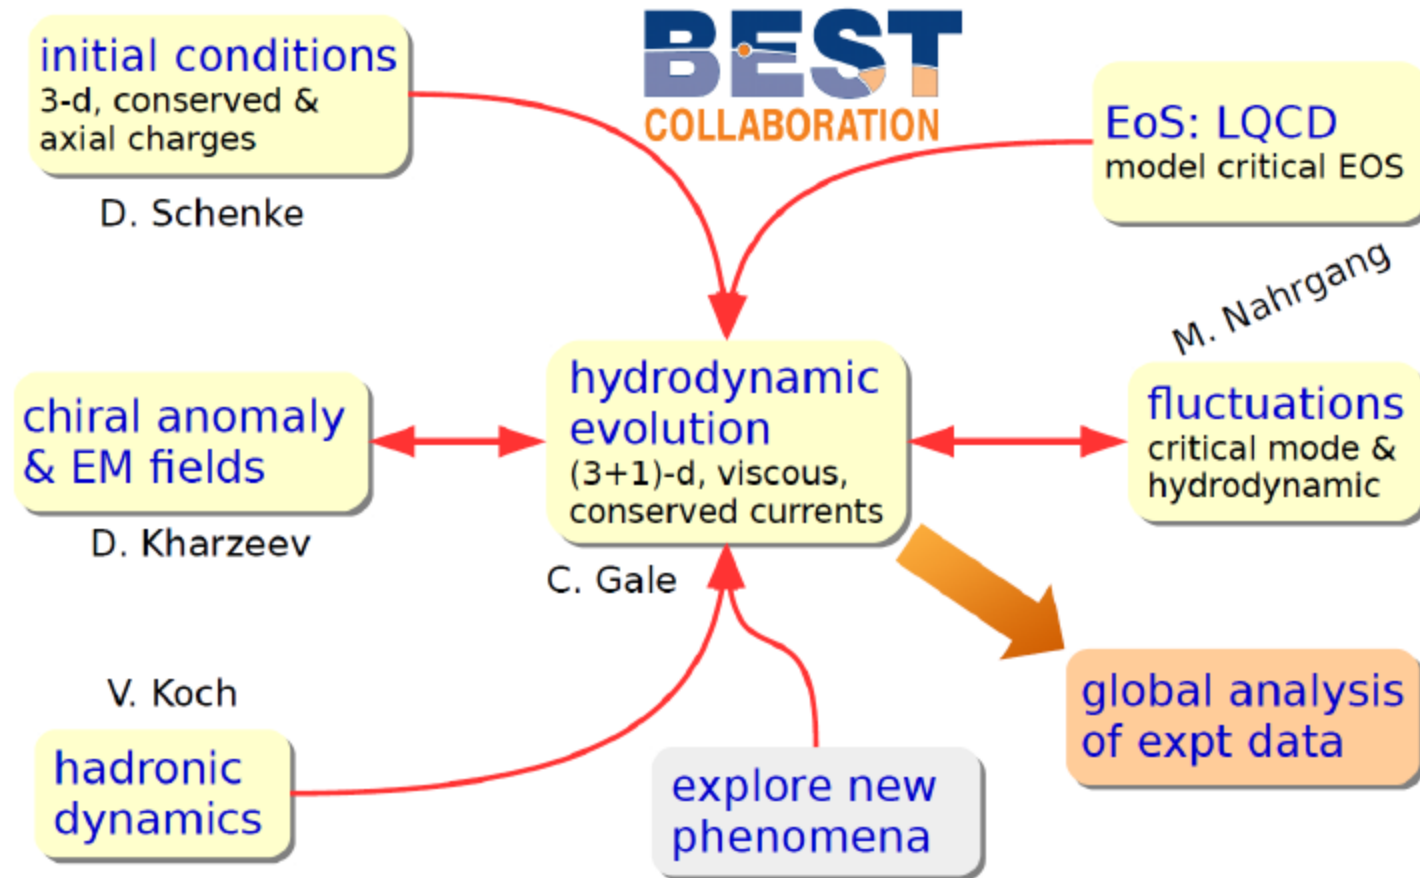 BEST
COLLABORATION
initial conditions
3-d, conserved &
axial charges
D. Schenke
EoS: LQCD
model critical EOS
M. Nahrgang
chiral anomaly
& EM fields
D. Kharzeev
hydrodynamic
evolution
(3+1)-d, viscous,
conserved currents
C. Gale
fluctuations
critical mode &
hydrodynamic
V. Koch
hadronic
dynamics
explore new
phenomena
global analysis
of expt data